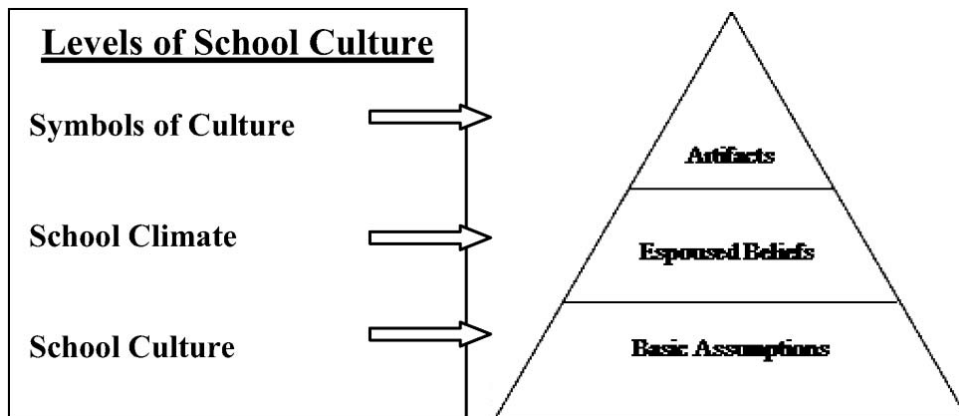 Levels of School Culture
Symbols of Culture
Artifacts
School Climate
Espoused Beliefs
School Culture
Basic Assumptions